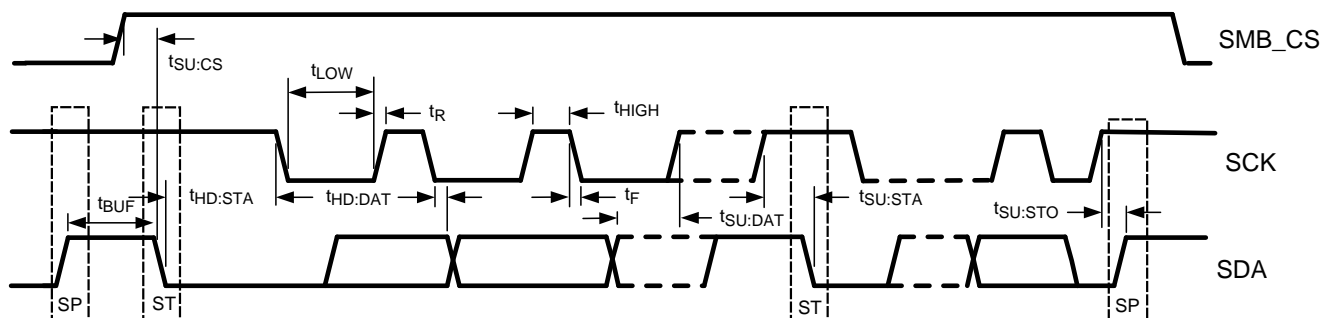 SMB_CS
tSU:CS
tLOW
tR
tHIGH
SCK
tBUF
tHD:STA
tHD:DAT
tF
tSU:DAT
tSU:STA
tSU:STO
SDA
SP
ST
ST
SP